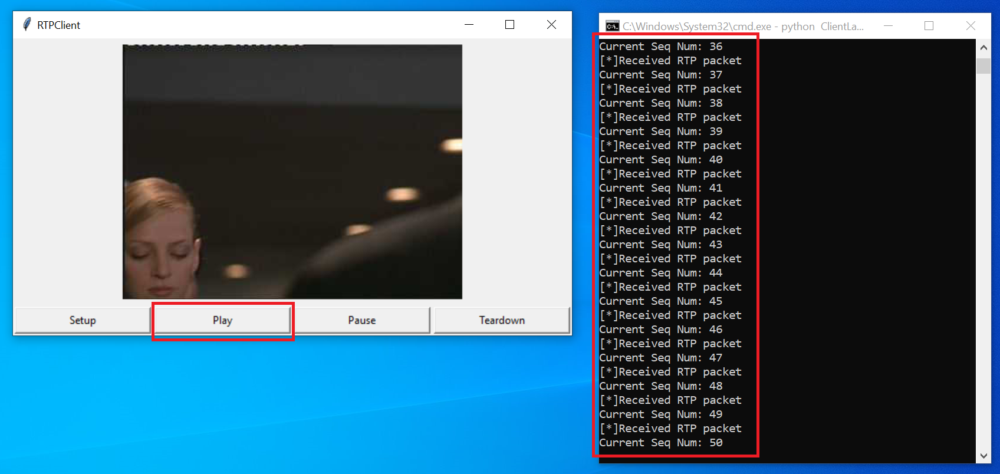 RTPClient
Setup
Play
Pause
Teardown
C:\Windows\System32\cmd.exe - python  ClientLa...
Current Seq Num: 36
[*]Received RTP packet
Current Seq Num: 37
[*]Received RTP packet
Current Seq Num: 38
[*]Received RTP packet
Current Seq Num: 39
[*]Received RTP packet
Current Seq Num: 40
[*]Received RTP packet
Current Seq Num: 41
[*]Received RTP packet
Current Seq Num: 42
[*]Received RTP packet
Current Seq Num: 43
[*]Received RTP packet
Current Seq Num: 44
[*]Received RTP packet
Current Seq Num: 45
[*]Received RTP packet
Current Seq Num: 46
[*]Received RTP packet
Current Seq Num: 47
[*]Received RTP packet
Current Seq Num: 48
[*]Received RTP packet
Current Seq Num: 49
[*]Received RTP packet
Current Seq Num: 50